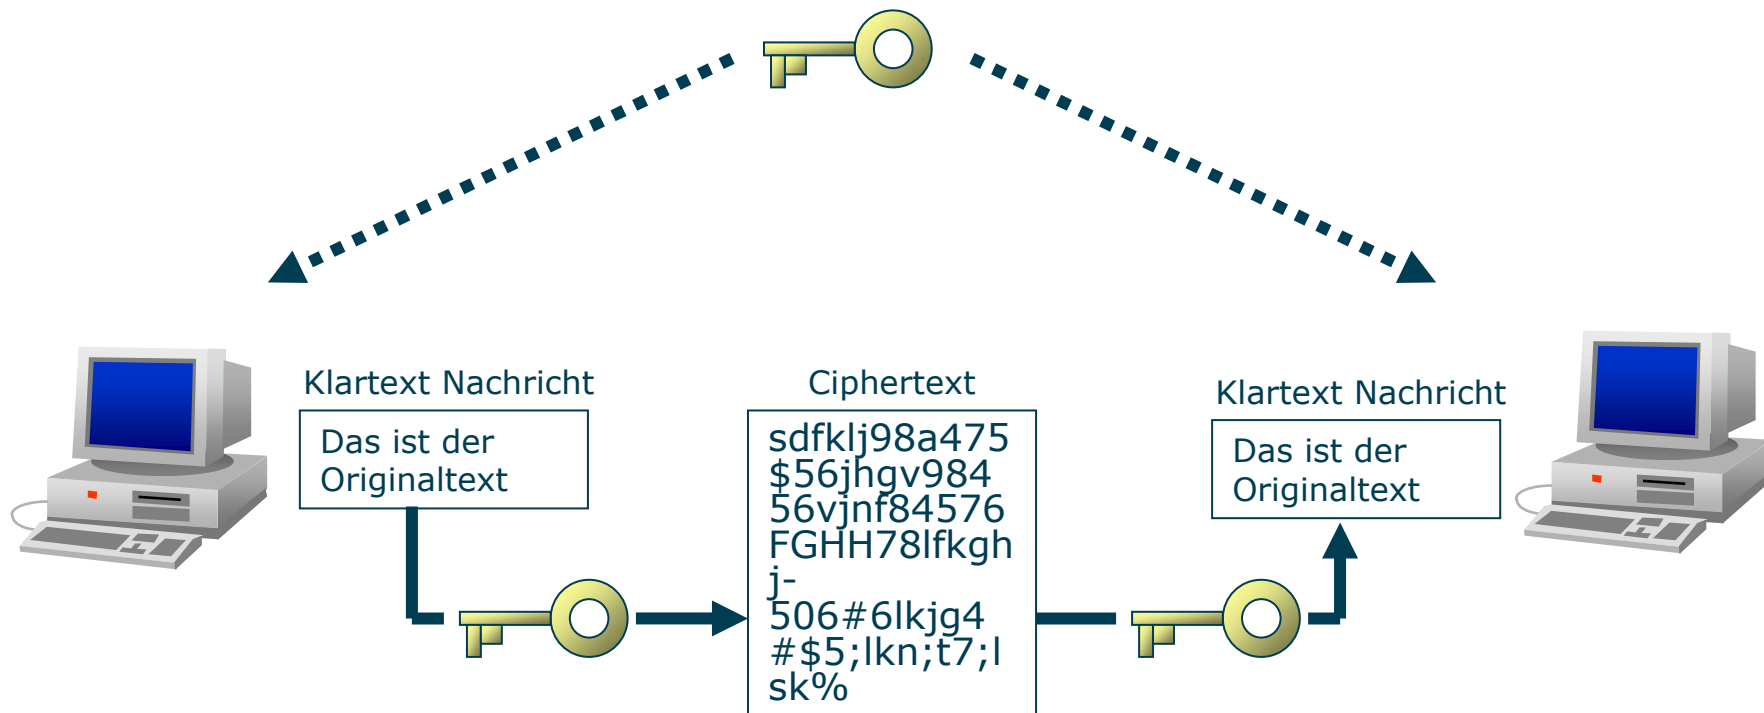 Klartext Nachricht
Das ist der
Originaltext
Ciphertext
sdfklj98a475
$56jhgv984
56vjnf84576
FGHH78lfkgh
j-
506#6lkjg4
#$5;lkn;t7;l
sk%
Klartext Nachricht
Das ist der
Originaltext